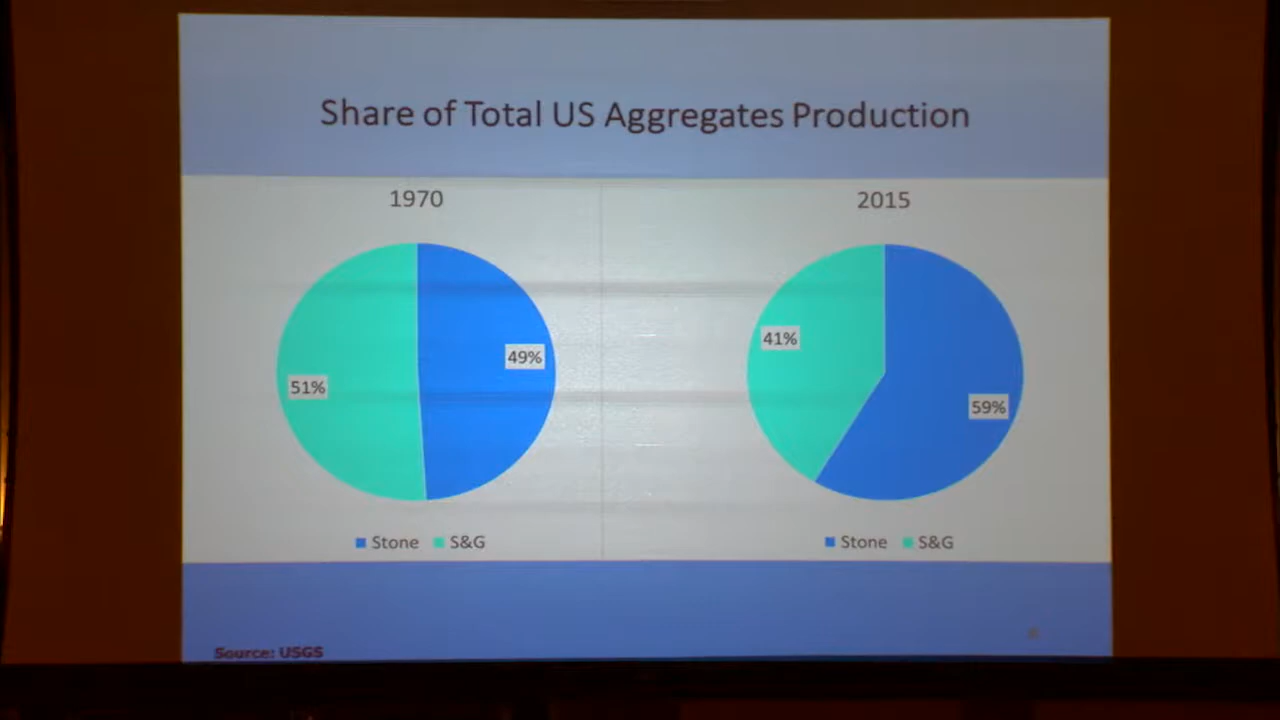 Share of Total US Aggregates Production
1970
2015
49%
51%
41%
59%
Stone S&G
Stone S&G
Source: USGS